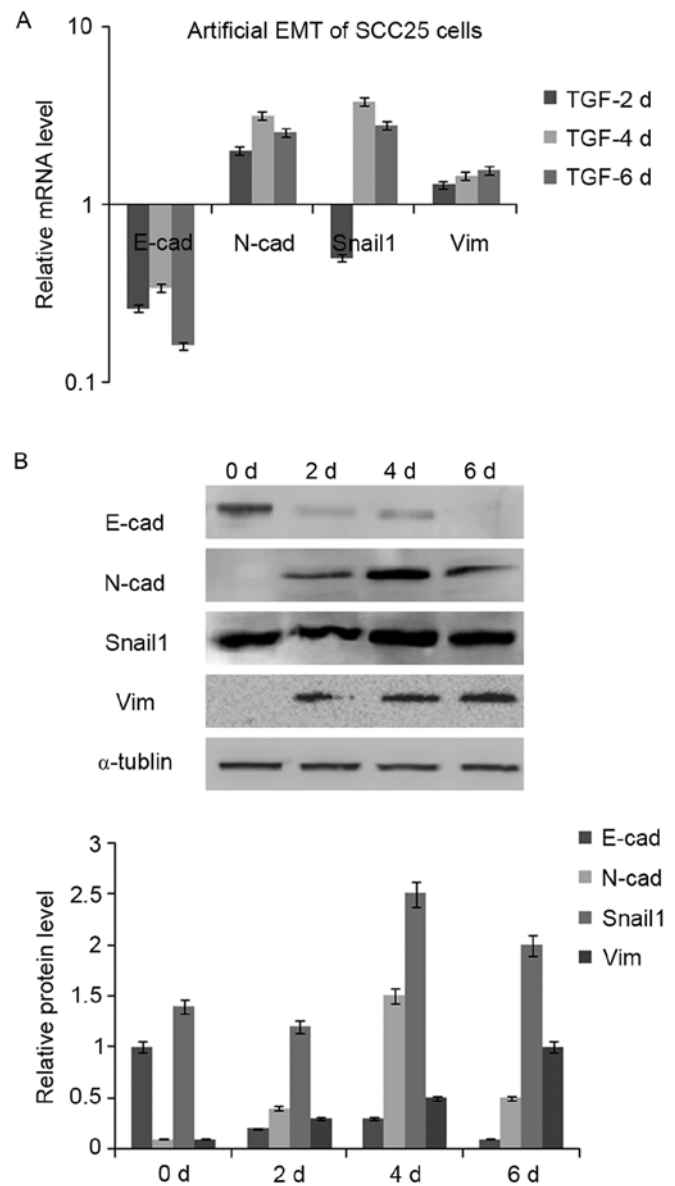 A
Artificial EMT of SCC25 cells
10
1
0.1
Relative mRNA level
E-cad
N-cad
Snail1
Vim
TGF-2 d
TGF-4 d
TGF-6 d
B
0 d 2 d 4 d 6 d
E-cad
N-cad
Snail1
Vim
α-tublin
Relative protein level
3
2.5
2
1.5
1
0.5
0
0 d 2 d 4 d 6 d
E-cad
N-cad
Snail1
Vim